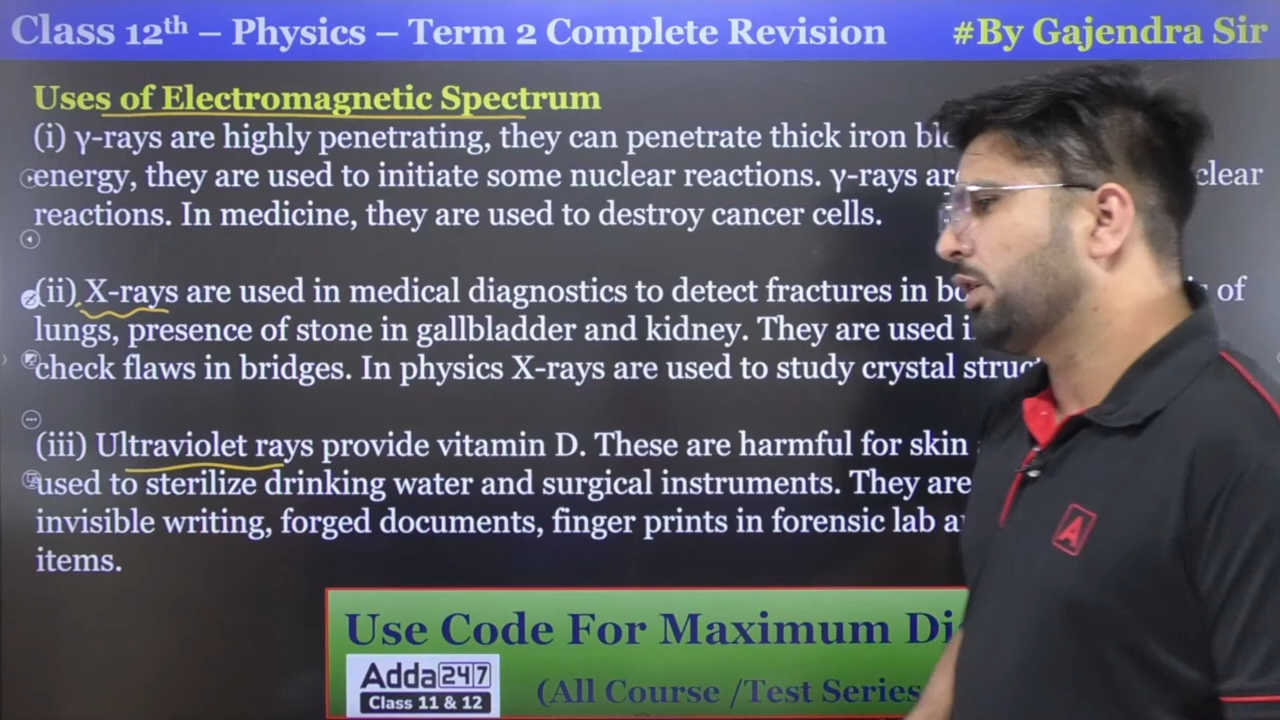 Class 12th – Physics – Term 2 Complete Revision #By Gajendra Sir
Uses of Electromagnetic Spectrum
(i) γ-rays are highly penetrating, they can penetrate thick iron
energy, they are used to initiate some nuclear reactions. γ-rays
reactions. In medicine, they are used to destroy cancer cells.
(ii) X-rays are used in medical diagnostics to detect fractures in of
lungs, presence of stone in gallbladder and kidney. They are used
check flaws in bridges. In physics X-rays are used to study crystal
(iii) Ultraviolet rays provide vitamin D. These are harmful for skin
used to sterilize drinking water and surgical instruments. They are
invisible writing, forged documents, finger prints in forensic lab
items.
Use Code For Maximum
Adda247
Class 11 & 12
(All Course /Test Series
A